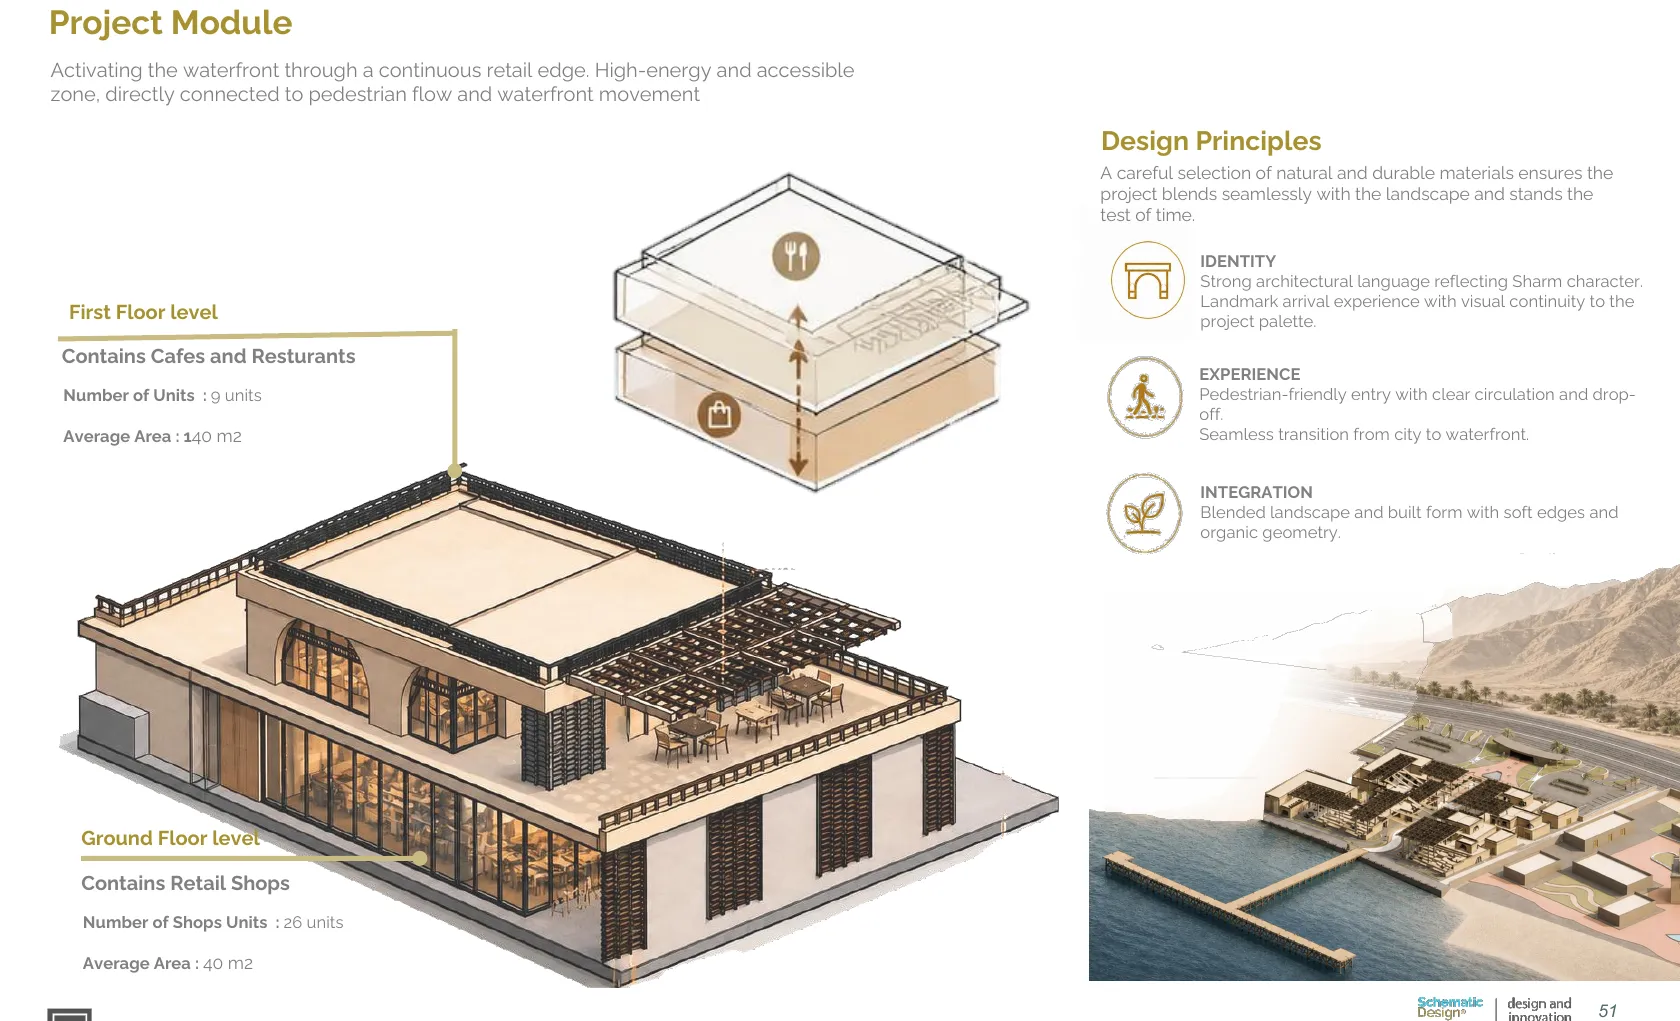 Project Module
Activating the waterfront through a continuous retail edge. High-energy and accessible
zone, directly connected to pedestrian flow and waterfront movement
Design Principles
A careful selection of natural and durable materials ensures the
project blends seamlessly with the landscape and stands the
test of time.
IDENTITY
Strong architectural language reflecting Sharm character.
Landmark arrival experience with visual continuity to the
project palette.
EXPERIENCE
Pedestrian-friendly entry with clear circulation and drop-
off.
Seamless transition from city to waterfront.
INTEGRATION
Blended landscape and built form with soft edges and
organic geometry.
First Floor level
Contains Cafes and Resturants
Number of Units : 9 units
Average Area : 140 m2
Ground Floor level
Contains Retail Shops
Number of Shops Units : 26 units
Average Area : 40 m2
Schematic
Design®
design and
innovation
51